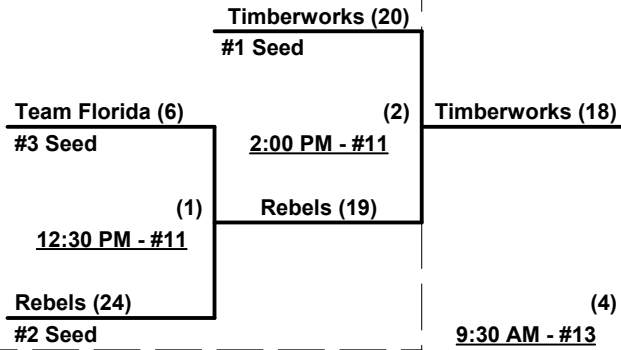 Timberworks (20)
#1 Seed
Team Florida (6)
(2)
Timberworks (18)
#3 Seed
2:00 PM - #11
(1)
Rebels (19)
12:30 PM - #11
Rebels (24)
(4)
#2 Seed
9:30 AM - #13